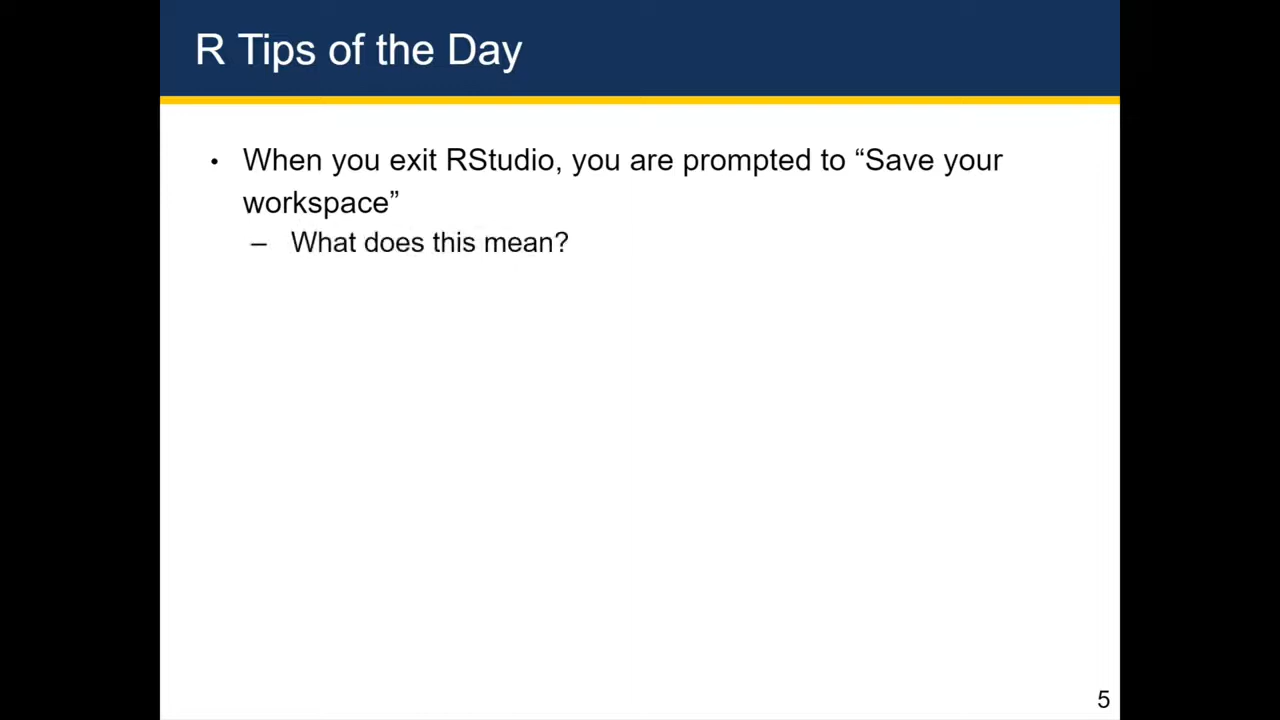 R Tips of the Day
• When you exit RStudio, you are prompted to “Save your
workspace”
– What does this mean?
5